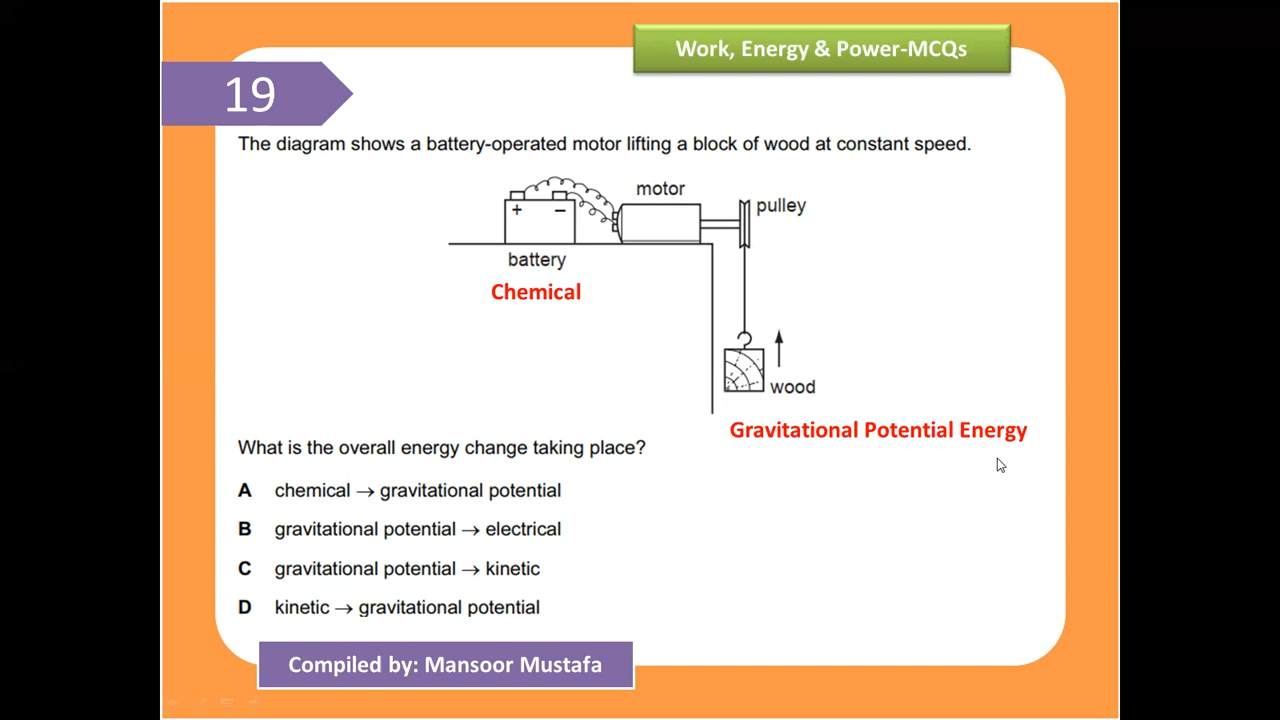 Work, Energy & Power-MCQs
19
The diagram shows a battery-operated motor lifting a block of wood at constant speed.
motor
pulley
+ −
battery
Chemical
wood
Gravitational Potential Energy
What is the overall energy change taking place?
A chemical → gravitational potential
B gravitational potential → electrical
C gravitational potential → kinetic
D kinetic → gravitational potential
Compiled by: Mansoor Mustafa